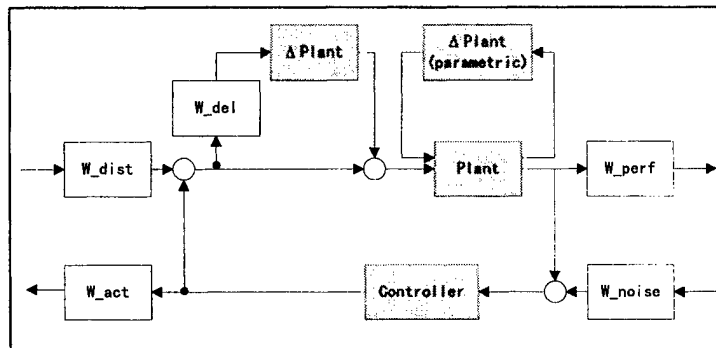 Δ Plant
Δ Plant
(parametric)
W_del
W_dist
Plant
W_perf
W_act
Controller
W_noise